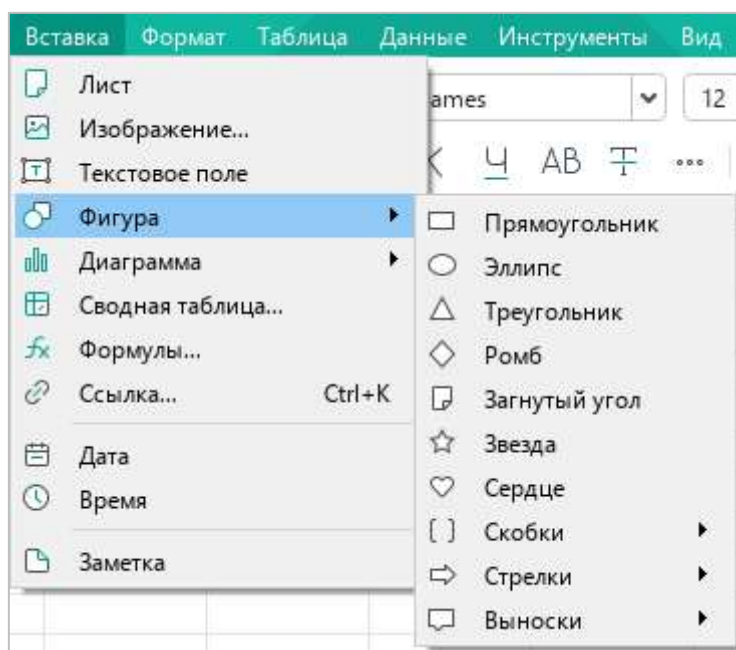 Вставка Формат Таблица Данные Инструменты Вид
Лист
ames 12
Изображение...
Ч АВ Т ...
Текстовое поле
Фигура
Прямоугольник
Диаграмма
Эллипс
Сводная таблица...
Треугольник
Формулы...
Ромб
Ссылка... Ctrl+K
Загнутый угол
Дата
Звезда
Время
Сердце
Скобки
Заметка
Стрелки
Выноски